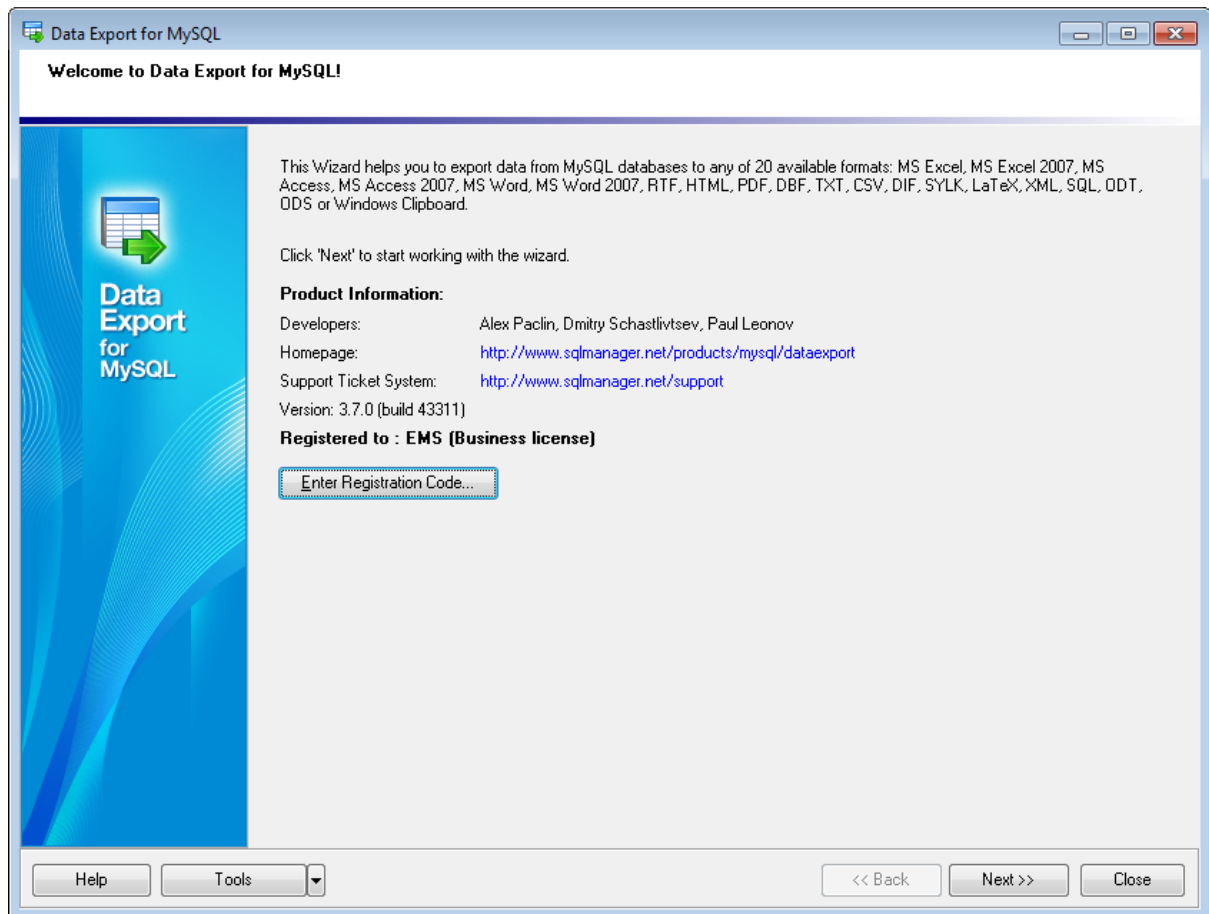 Data Export for MySQL
Welcome to Data Export for MySQL!
This Wizard helps you to export data from MySQL databases to any of 20 available formats: MS Excel, MS Excel 2007, MS
Access, MS Access 2007, MS Word, MS Word 2007, RTF, HTML, PDF, DBF, TXT, CSV, DIF, SYLK, LaTeX, XML, SQL, ODT,
ODS or Windows Clipboard.
Click 'Next' to start working with the wizard.
Data
Export
for
MySQL
Product Information:
Developers: Alex Paclin, Dmitry Schastlivtsev, Paul Leonov
Homepage: http://www.sqlmanager.net/products/mysql/dataexport
Support Ticket System: http://www.sqlmanager.net/support
Version: 3.7.0 (build 43311)
Registered to : EMS (Business license)
Enter Registration Code...
Help Tools << Back Next >> Close